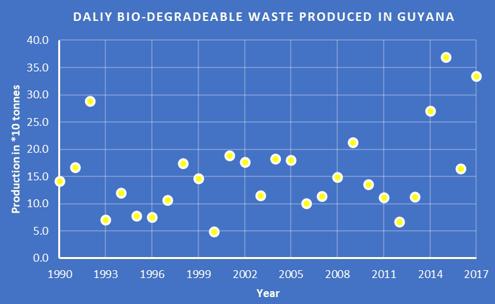 DALIY BIO-DEGRADEABLE WASTE PRODUCED IN GUYANA
40.0
35.0
30.0
25.0
20.0
15.0
10.0
5.0
0.0
Production in *10 tonnes
1990 1993 1996 1999 2002 2005 2008 2011 2014 2017
Year